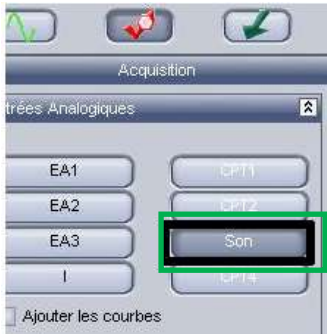 Acquisition
trées Analogiques
EA1 CPT1
EA2 CPT2
EA3 Son
I CPT4
Ajouter les courbes